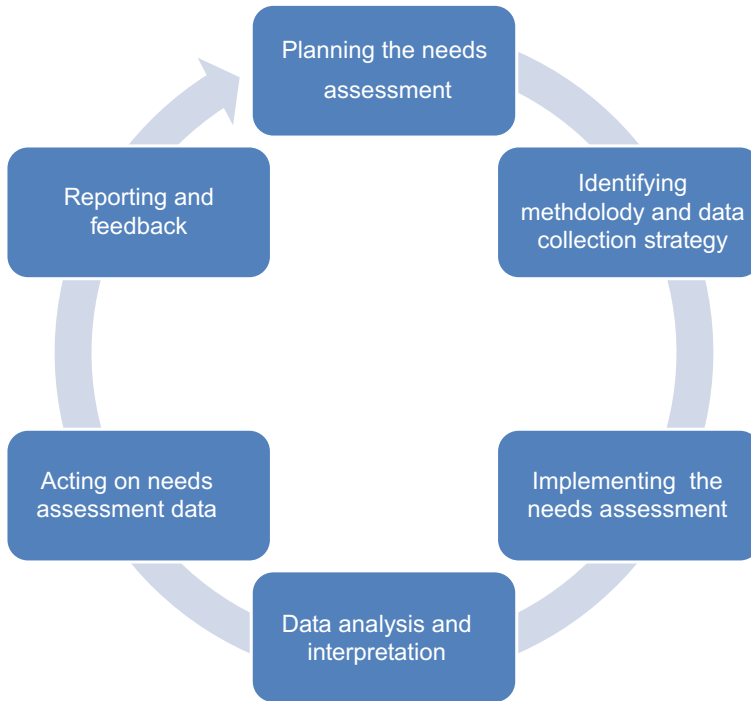 Planning the needs
assessment
Identifying
methdolody and data
collection strategy
Implementing the
needs assessment
Data analysis and
interpretation
Acting on needs
assessment data
Reporting and
feedback